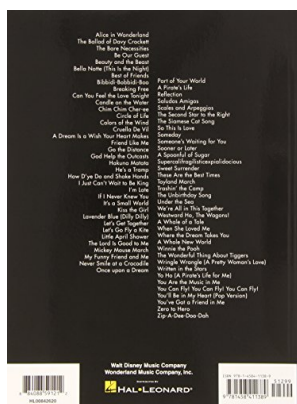 Alice in Wonderland
The Ballad of Davy Crockett
The Bare Necessities
Be Our Guest
Beauty and the Beast
Bella Notte (This Is the Night)
Best of Friends
Bibbidi-Bobbidi-Boo
Breaking Free
Can You Feel the Love Tonight
Candle on the Water
Chim Chim Cher-ee
Circle of Life
Colors of the Wind
Cruella De Vil
A Dream Is a Wish Your Heart Makes
Friend Like Me
Go the Distance
God Help the Outcasts
Hakuna Matata
He's a Tramp
How D'ye Do and Shake Hands
I Just Can't Wait to Be King
I'm Late
If I Never Knew You
It's a Small World
Kiss the Girl
Lavender Blue (Dilly Dilly)
Let's Get Together
Let's Go Fly a Kite
Little April Shower
The Lord Is Good to Me
Mickey Mouse March
My Funny Friend and Me
Never Smile at a Crocodile
Once upon a Dream
Part of Your World
A Pirate's Life
Reflection
Saludos Amigos
Scales and Arpeggios
The Second Star to the Right
The Siamese Cat Song
So This Is Love
Someday
Someone's Waiting for You
Sooner or Later
A Spoonful of Sugar
Supercalifragilisticexpialidocious
Sweet Surrender
These Are the Best Times
Toyland March
Trashin' the Camp
The Unbirthday Song
Under the Sea
We're All in This Together
Westward Ho, The Wagons!
A Whale of a Tale
When She Loved Me
Where the Dream Takes You
A Whole New World
Winnie the Pooh
The Wonderful Thing About Tiggers
Wringle Wrangle (A Pretty Woman's Love)
Written in the Stars
Yo Ho (A Pirate's Life for Me)
You Are the Music in Me
You Can Fly! You Can Fly! You Can Fly!
You'll Be in My Heart (Pop Version)
You've Got a Friend in Me
Zero to Hero
Zip-A-Dee-Doo-Dah
Walt Disney Music Company
Wonderland Music Company, Inc.
DISTRIBUTED BY
HAL•LEONARD